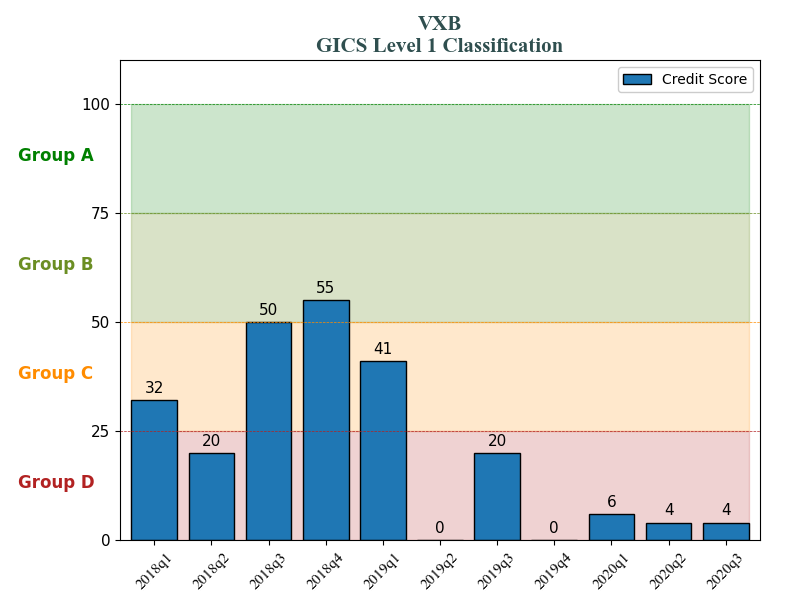 VXB
GICS Level 1 Classification
Credit Score
100
Group A
75
Group B
55
50
50
41
Group C
32
25
20
20
Group D
6
4
4
0
0
0
2018q1
2018q2
2018q3
2018q4
2019q1
2019q2
2019q3
2019q4
2020q1
2020q2
2020q3